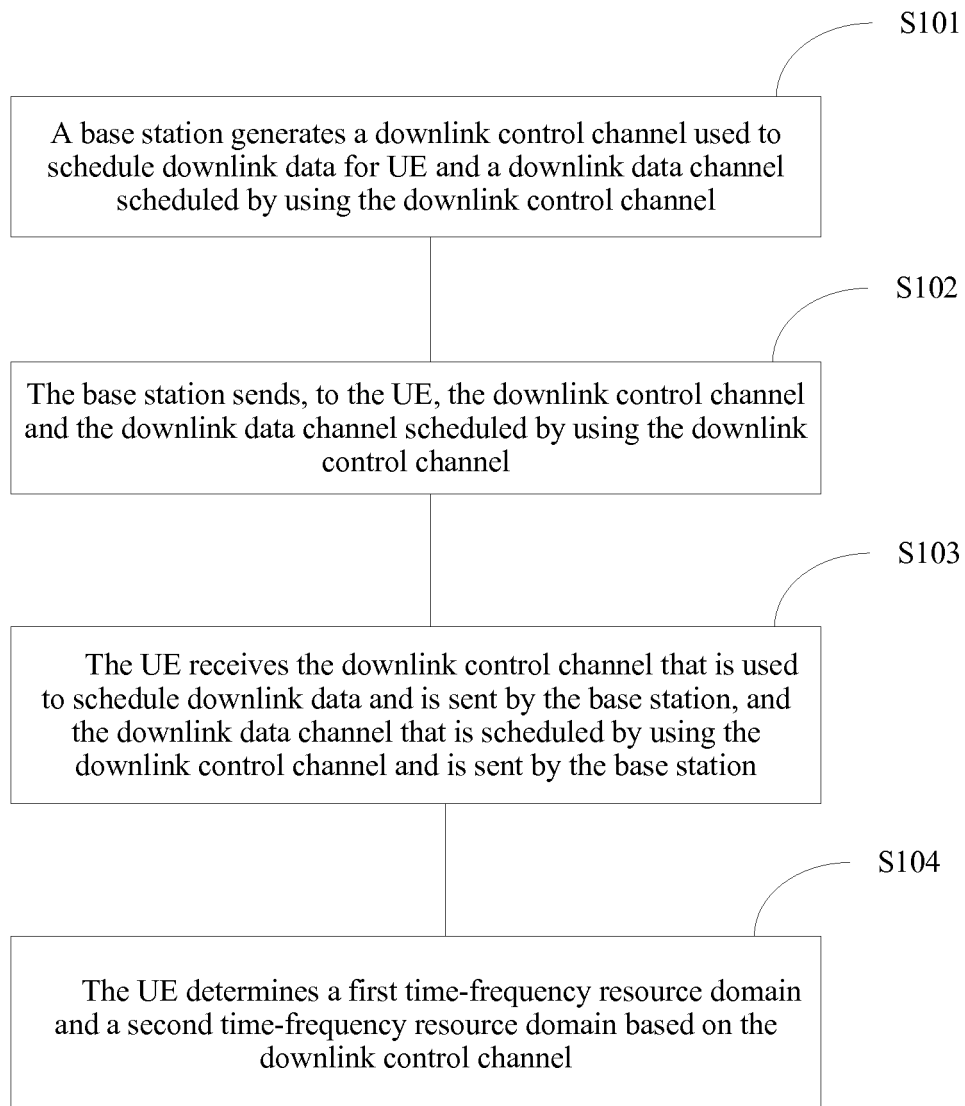 S101
A base station generates a downlink control channel used to
schedule downlink data for UE and a downlink data channel
scheduled by using the downlink control channel
S102
The base station sends, to the UE, the downlink control channel
and the downlink data channel scheduled by using the downlink
control channel
S103
The UE receives the downlink control channel that is used
to schedule downlink data and is sent by the base station, and
the downlink data channel that is scheduled by using the
downlink control channel and is sent by the base station
S104
The UE determines a first time-frequency resource domain
and a second time-frequency resource domain based on the
downlink control channel